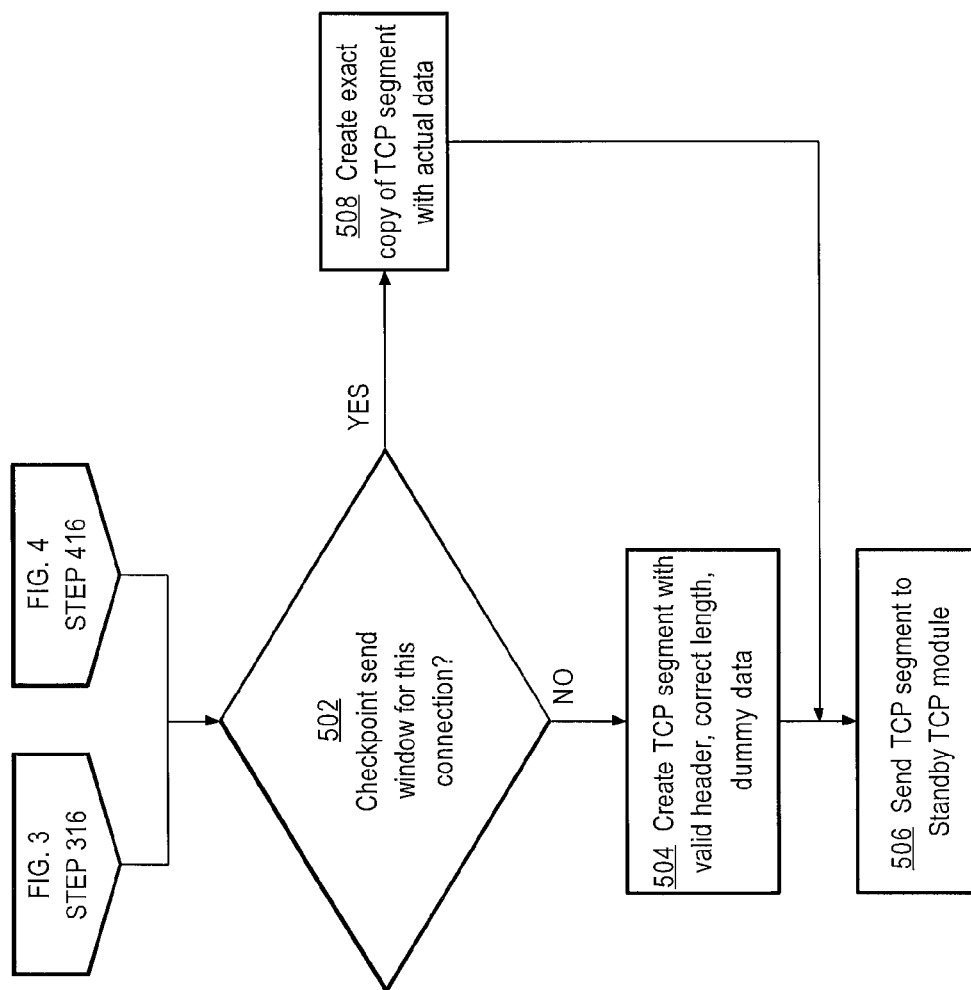 FIG. 3
STEP 316
FIG. 4
STEP 416
502
Checkpoint send
window for this
connection?
YES
NO
508 Create exact
copy of TCP segment
with actual data
504 Create TCP segment with
valid header, correct length,
dummy data
506 Send TCP segment to
Standby TCP module